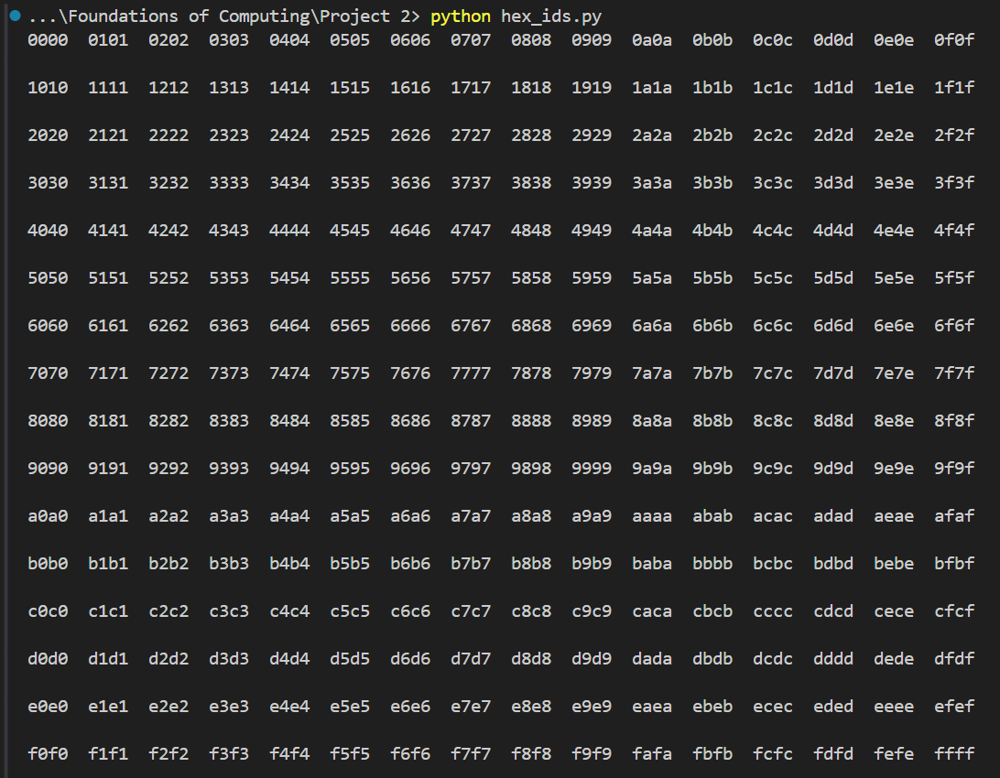 ...\Foundations of Computing\Project 2> python hex_ids.py
0000 0101 0202 0303 0404 0505 0606 0707 0808 0909 0a0a 0b0b 0c0c 0d0d 0e0e 0f0f
1010 1111 1212 1313 1414 1515 1616 1717 1818 1919 1a1a 1b1b 1c1c 1d1d 1e1e 1f1f
2020 2121 2222 2323 2424 2525 2626 2727 2828 2929 2a2a 2b2b 2c2c 2d2d 2e2e 2f2f
3030 3131 3232 3333 3434 3535 3636 3737 3838 3939 3a3a 3b3b 3c3c 3d3d 3e3e 3f3f
4040 4141 4242 4343 4444 4545 4646 4747 4848 4949 4a4a 4b4b 4c4c 4d4d 4e4e 4f4f
5050 5151 5252 5353 5454 5555 5656 5757 5858 5959 5a5a 5b5b 5c5c 5d5d 5e5e 5f5f
6060 6161 6262 6363 6464 6565 6666 6767 6868 6969 6a6a 6b6b 6c6c 6d6d 6e6e 6f6f
7070 7171 7272 7373 7474 7575 7676 7777 7878 7979 7a7a 7b7b 7c7c 7d7d 7e7e 7f7f
8080 8181 8282 8383 8484 8585 8686 8787 8888 8989 8a8a 8b8b 8c8c 8d8d 8e8e 8f8f
9090 9191 9292 9393 9494 9595 9696 9797 9898 9999 9a9a 9b9b 9c9c 9d9d 9e9e 9f9f
a0a0 a1a1 a2a2 a3a3 a4a4 a5a5 a6a6 a7a7 a8a8 a9a9 aaaa abab acac adad aeae afaf
b0b0 b1b1 b2b2 b3b3 b4b4 b5b5 b6b6 b7b7 b8b8 b9b9 baba bbbb bcbc bdbd bebe bfbf
c0c0 c1c1 c2c2 c3c3 c4c4 c5c5 c6c6 c7c7 c8c8 c9c9 caca cbcb cccc cdcd cece cfcf
d0d0 d1d1 d2d2 d3d3 d4d4 d5d5 d6d6 d7d7 d8d8 d9d9 dada dbdb dcdc dddd dede dfdf
e0e0 e1e1 e2e2 e3e3 e4e4 e5e5 e6e6 e7e7 e8e8 e9e9 eaea ebeb ecec eded eeee efef
f0f0 f1f1 f2f2 f3f3 f4f4 f5f5 f6f6 f7f7 f8f8 f9f9 fafa fbfb fcfc fdfd fefe ffff